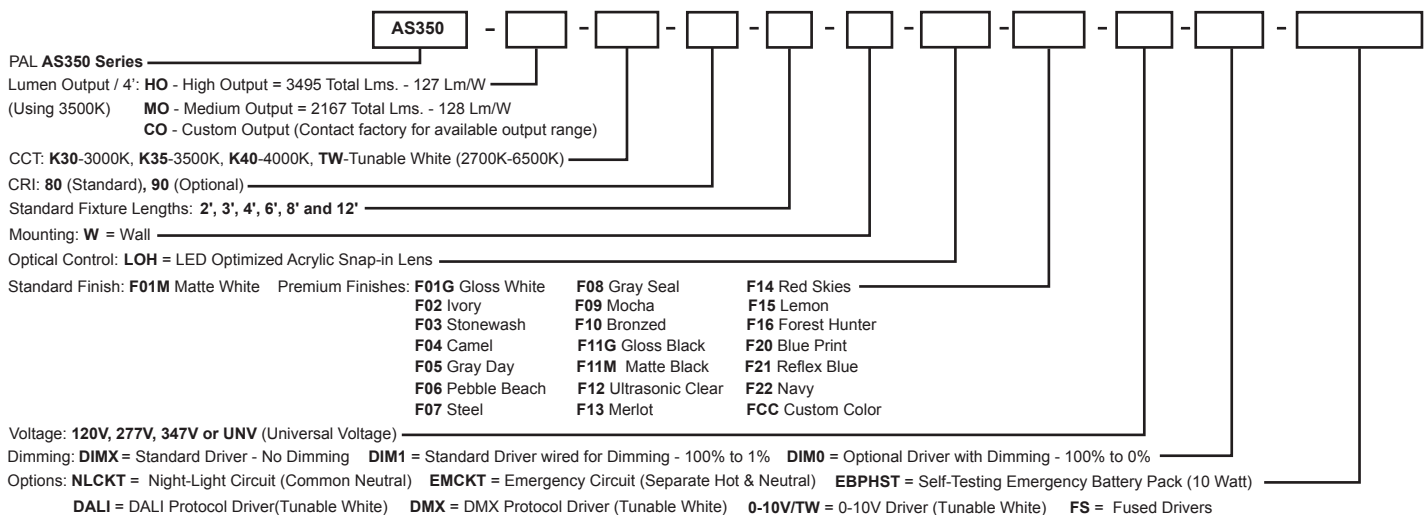 AS350 - - - - - - - - - -
PAL AS350 Series
Lumen Output / 4': HO - High Output = 3495 Total Lms. - 127 Lm/W
(Using 3500K) MO - Medium Output = 2167 Total Lms. - 128 Lm/W
CO - Custom Output (Contact factory for available output range)
CCT: K30-3000K, K35-3500K, K40-4000K, TW-Tunable White (2700K-6500K)
CRI: 80 (Standard), 90 (Optional)
Standard Fixture Lengths: 2', 3', 4', 6', 8' and 12'
Mounting: W = Wall
Optical Control: LOH = LED Optimized Acrylic Snap-in Lens
Standard Finish: F01M Matte White Premium Finishes: F01G Gloss White F08 Gray Seal F14 Red Skies
F02 Ivory F09 Mocha F15 Lemon
F03 Stonewash F10 Bronzed F16 Forest Hunter
F04 Camel F11G Gloss Black F20 Blue Print
F05 Gray Day F11M Matte Black F21 Reflex Blue
F06 Pebble Beach F12 Ultrasonic Clear F22 Navy
F07 Steel F13 Merlot FCC Custom Color
Voltage: 120V, 277V, 347V or UNV (Universal Voltage)
Dimming: DIMX = Standard Driver - No Dimming DIM1 = Standard Driver wired for Dimming - 100% to 1% DIM0 = Optional Driver with Dimming - 100% to 0%
Options: NLCKT = Night-Light Circuit (Common Neutral) EMCKT = Emergency Circuit (Separate Hot & Neutral) EBPHST = Self-Testing Emergency Battery Pack (10 Watt)
DALI = DALI Protocol Driver(Tunable White) DMX = DMX Protocol Driver (Tunable White) 0-10V/TW = 0-10V Driver (Tunable White) FS = Fused Drivers